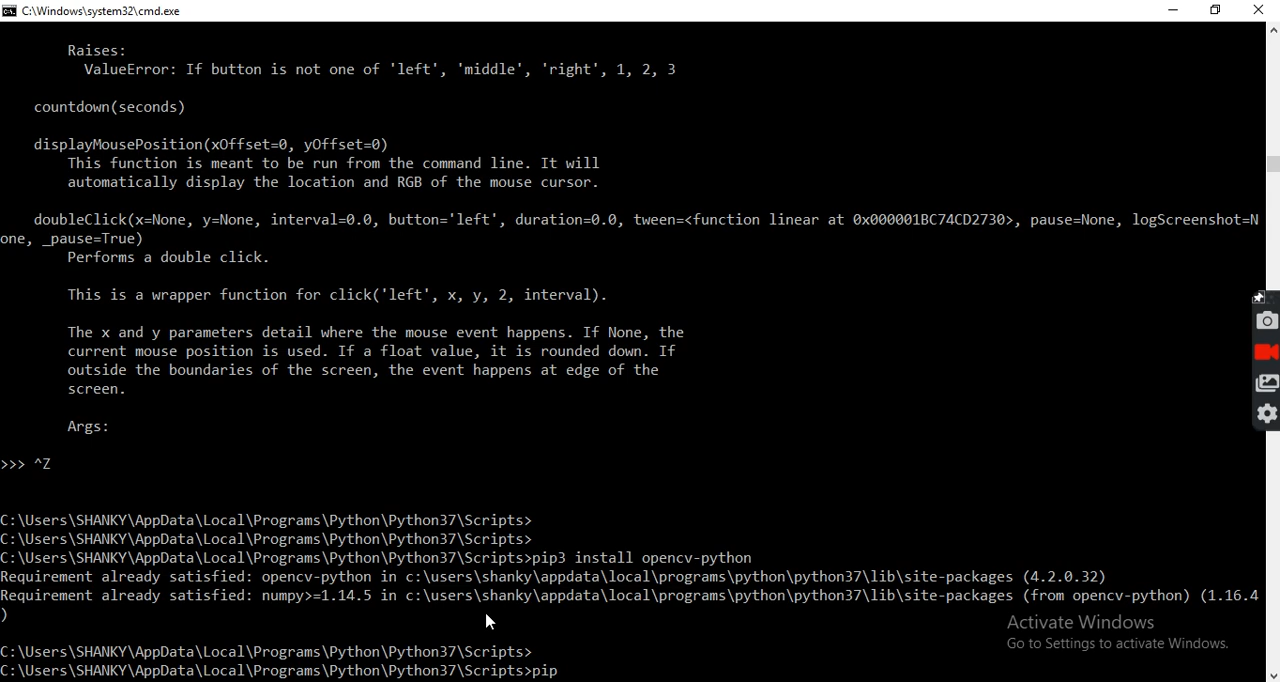 C:\Windows\system32\cmd.exe
Raises:
ValueError: If button is not one of 'left', 'middle', 'right', 1, 2, 3
countdown(seconds)
displayMousePosition(xOffset=0, yOffset=0)
This function is meant to be run from the command line. It will
automatically display the location and RGB of the mouse cursor.
doubleClick(x=None, y=None, interval=0.0, button='left', duration=0.0, tween=<function linear at 0x000001BC74CD2730>, pause=None, logScreenshot=N
one, _pause=True)
Performs a double click.
This is a wrapper function for click('left', x, y, 2, interval).
The x and y parameters detail where the mouse event happens. If None, the
current mouse position is used. If a float value, it is rounded down. If
outside the boundaries of the screen, the event happens at edge of the
screen.
Args:
>>> ^Z
C:\Users\SHANKY\AppData\Local\Programs\Python\Python37\Scripts>
C:\Users\SHANKY\AppData\Local\Programs\Python\Python37\Scripts>
C:\Users\SHANKY\AppData\Local\Programs\Python\Python37\Scripts>pip3 install opencv-python
Requirement already satisfied: opencv-python in c:\users\shanky\appdata\local\programs\python\python37\lib\site-packages (4.2.0.32)
Requirement already satisfied: numpy>=1.14.5 in c:\users\shanky\appdata\local\programs\python\python37\lib\site-packages (from opencv-python) (1.16.4
)
Activate Windows
Go to Settings to activate Windows.
C:\Users\SHANKY\AppData\Local\Programs\Python\Python37\Scripts>
C:\Users\SHANKY\AppData\Local\Programs\Python\Python37\Scripts>pip